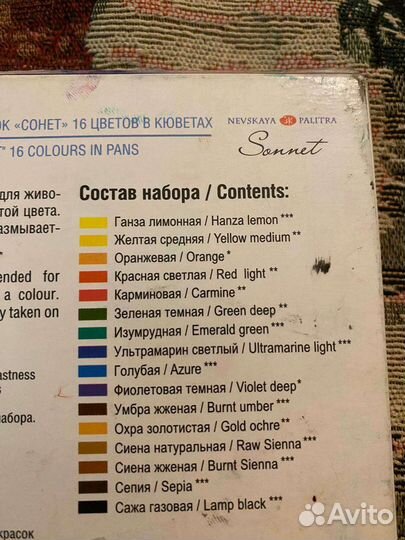 ОК «СОНЕТ» 16 ЦВЕТОВ В КЮВЕТАХ
" 16 COLOURS IN PANS
NEVSKAYA PALITRA
Sonnet
для живо-
той цвета.
азмывает-
ended for
a colour.
y taken on
astness
набора.
красок
Состав набора / Contents:
Ганза лимонная / Hanza lemon ***
Желтая средняя / Yellow medium **
Оранжевая / Orange *
Красная светлая / Red light **
Карминовая / Carmine **
Зеленая темная / Green deep **
Изумрудная / Emerald green ***
Ультрамарин светлый / Ultramarine light ***
Голубая / Azure ***
Фиолетовая темная / Violet deep*
Умбра жженая / Burnt umber ***
Охра золотистая / Gold ochre **
Сиена натуральная / Raw Sienna ***
Сиена жженая / Burnt Sienna ***
Сепия / Sepia ***
Сажа газовая / Lamp black ***
Avito